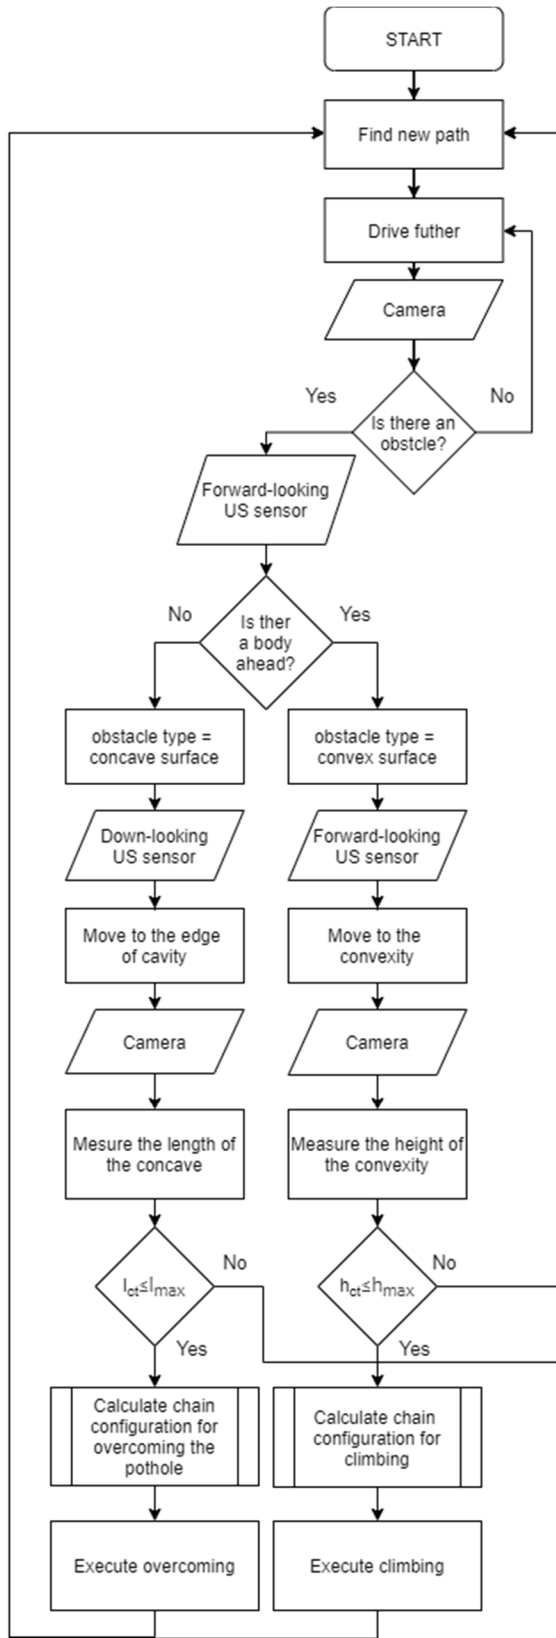 START
Find new path
Drive futher
Camera
Yes
No
Is there an
obstcle?
Forward-looking
US sensor
No
Yes
Is ther
a body
ahead?
obstacle type =
concave surface
obstacle type =
convex surface
Down-looking
US sensor
Forward-looking
US sensor
Move to the edge
of cavity
Move to the
convexity
Camera
Camera
Mesure the length of
the concave
Measure the height of
the convexity
No
No
lct≤lmax
hct≤hmax
Yes
Yes
Calculate chain
configuration for
overcoming the
pothole
Calculate chain
configuration for
climbing
Execute overcoming
Execute climbing